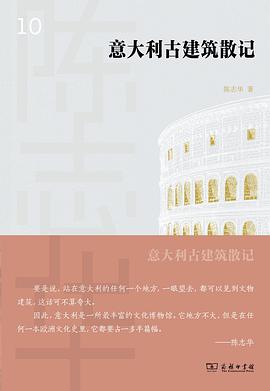 10
意大利古建筑散记
陈志华 著
陈志华
意大利古建筑散记
要是说，站在意大利的任何一个地方，一眼望去，都可以见到文物
建筑，这话可不算夸大。
因此，意大利是一所最丰富的文化博物馆。它地方不大，但是在任
何一本欧洲文化史里，它都要占一多半篇幅。
——陈志华
商务印书馆